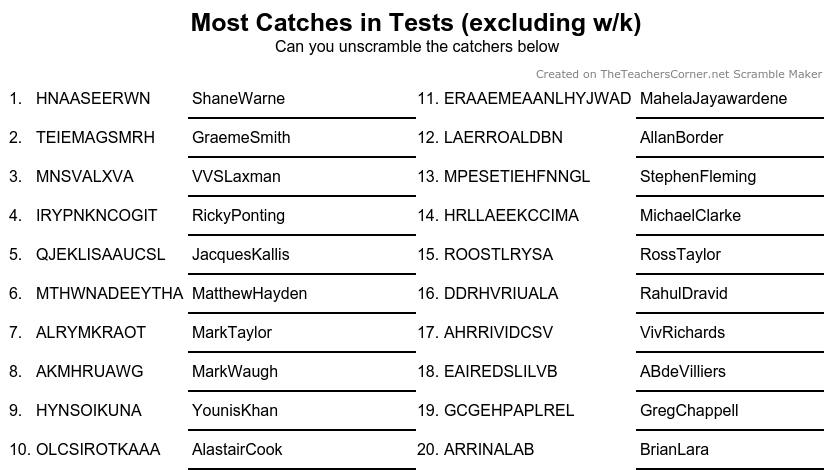 Most Catches in Tests (excluding w/k)
Can you unscramble the catchers below
Created on TheTeachersCorner.net Scramble Maker
1. HNAASEERWN ShaneWarne
2. TEIEMAGSMRH GraemeSmith
3. MNSVALXVA VVSLaxman
4. IRYPNKNCOGIT RickyPonting
5. QJEKLISAAUCSL JacquesKallis
6. MTHWNADEEYTHA MatthewHayden
7. ALRYMKRAOT MarkTaylor
8. AKMHRUAWG MarkWaugh
9. HYNSOIKUNA YounisKhan
10. OLCSIROTKAAA AlastairCook
11. ERAAEMEAANLHYJWAD MahelaJayawardene
12. LAERROALDBN AllanBorder
13. MPESETIEHFNNGL StephenFleming
14. HRLLAEEKCCIMA MichaelClarke
15. ROOSTLRYSA RossTaylor
16. DDRHVRIUALA RahulDravid
17. AHRRIVIDCSV VivRichards
18. EAIREDSLILVB ABdeVilliers
19. GCGEHPAPLREL GregChappell
20. ARRINALAB BrianLara